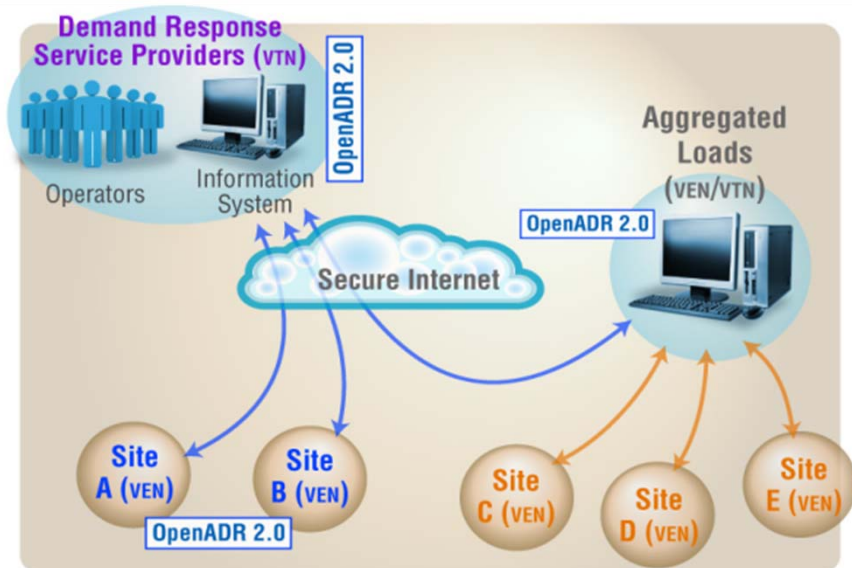 Demand Response
Service Providers (VTN)
OpenADR 2.0
Operators
Information
System
Aggregated
Loads
(VEN/VTN)
OpenADR 2.0
Secure Internet
Site
A (VEN)
Site
B (VEN)
OpenADR 2.0
Site
C (VEN)
Site
D (VEN)
Site
E (VEN)